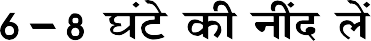 6 – 8 घंटे की नींद लें